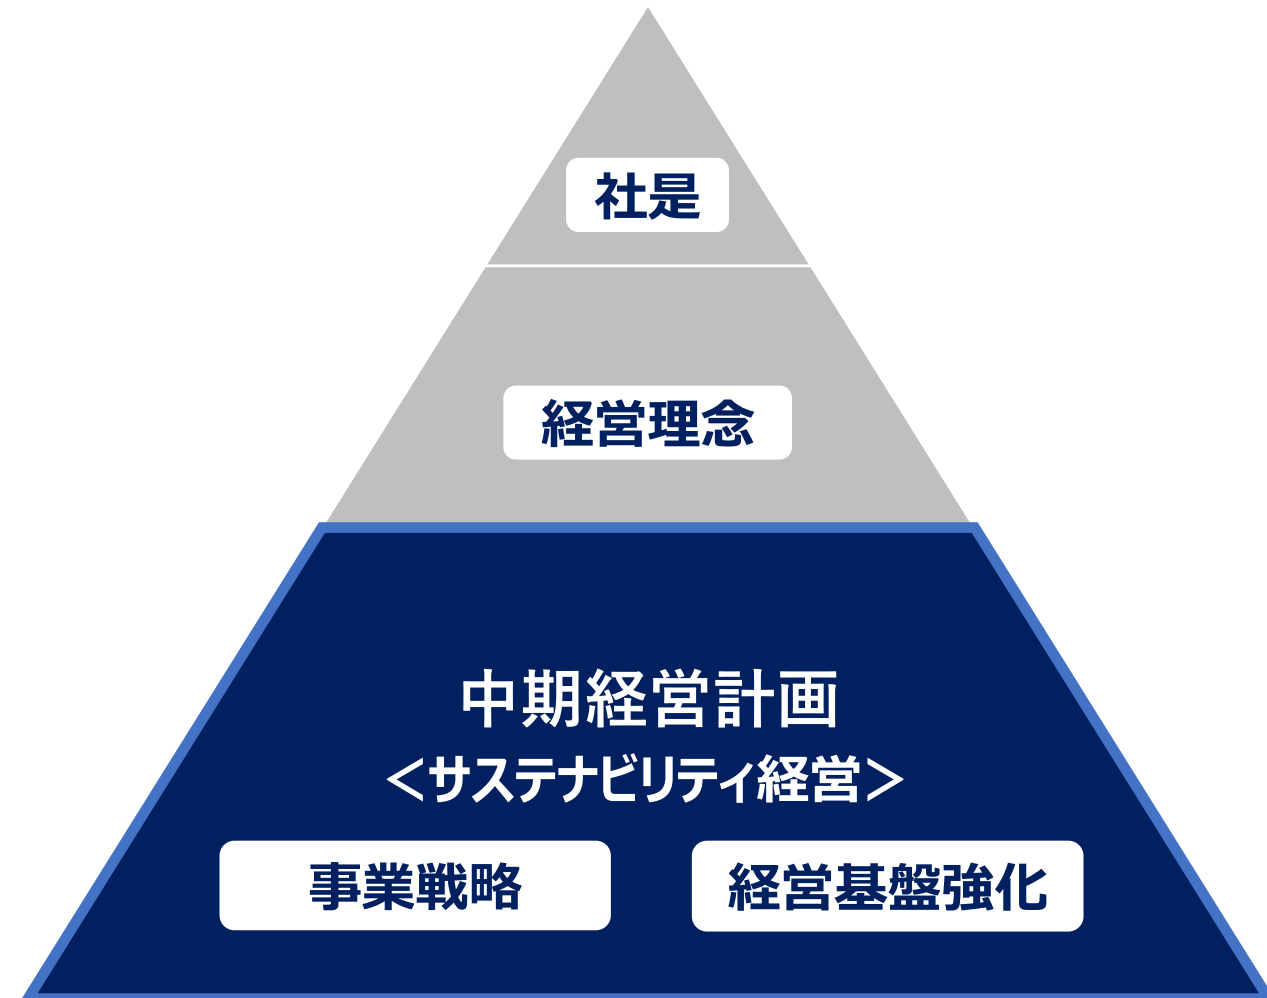 社是
経営理念
中期経営計画
＜サステナビリティ経営＞
事業戦略
経営基盤強化